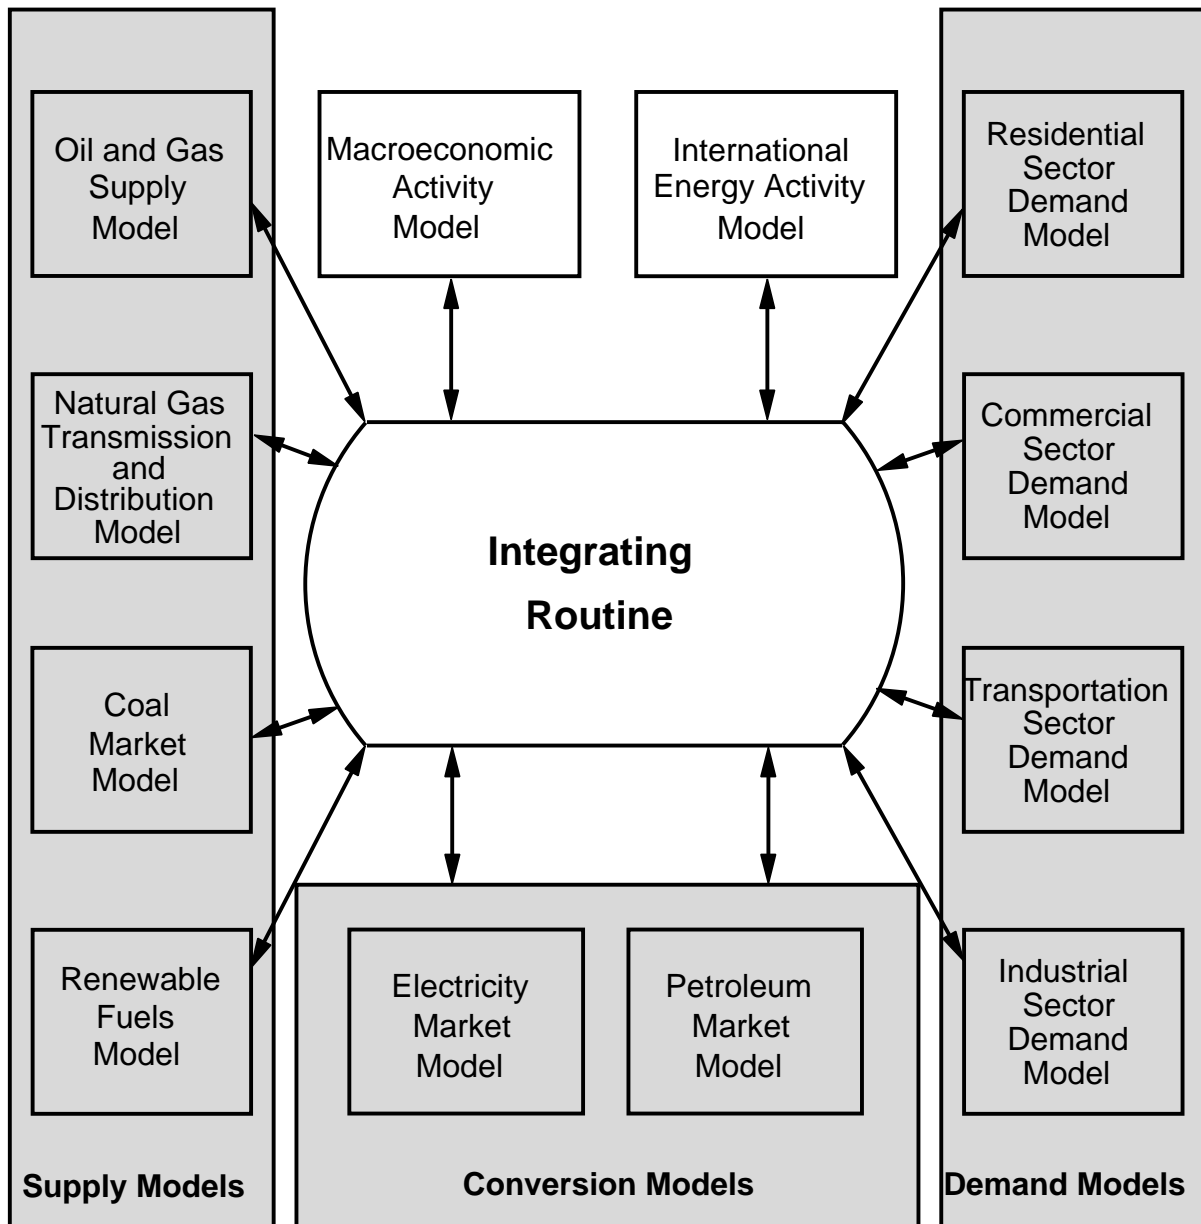 Oil and Gas
Supply
Model
Macroeconomic
Activity
Model
International
Energy Activity
Model
Residential
Sector
Demand
Model
Natural Gas
Transmission
and
Distribution
Model
Commercial
Sector
Demand
Model
Integrating
Routine
Coal
Market
Model
Transportation
Sector
Demand
Model
Renewable
Fuels
Model
Electricity
Market
Model
Petroleum
Market
Model
Industrial
Sector
Demand
Model
Supply Models
Conversion Models
Demand Models